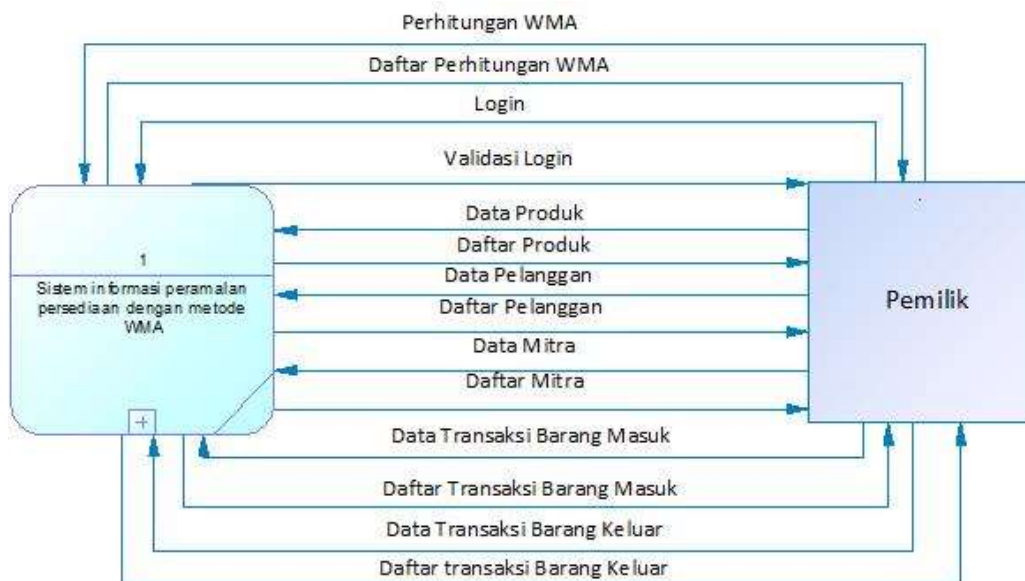 Perhitungan WMA
Daftar Perhitungan WMA
Login
Validasi Login
Data Produk
Daftar Produk
Data Pelanggan
Daftar Pelanggan
Data Mitra
Daftar Mitra
Data Transaksi Barang Masuk
Daftar Transaksi Barang Masuk
Data Transaksi Barang Keluar
Daftar transaksi Barang Keluar
1
Sistem informasi peramalan
persediaan dengan metode
WMA
Pemilik